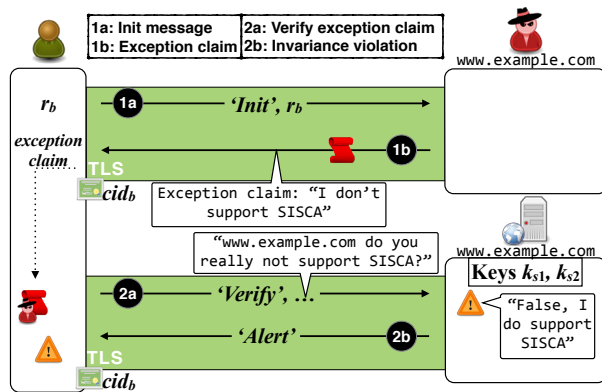 1a: Init message
1b: Exception claim
2a: Verify exception claim
2b: Invariance violation
www.example.com
r_b
1a
'Init', r_b
exception
claim
1b
TLS
cid_b
Exception claim: “I don't
support SISCA”
“www.example.com do you
really not support SISCA?”
www.example.com
Keys k_s1, k_s2
2a
'Verify', ...
“False, I
do support
SISCA”
'Alert'
2b
TLS
cid_b